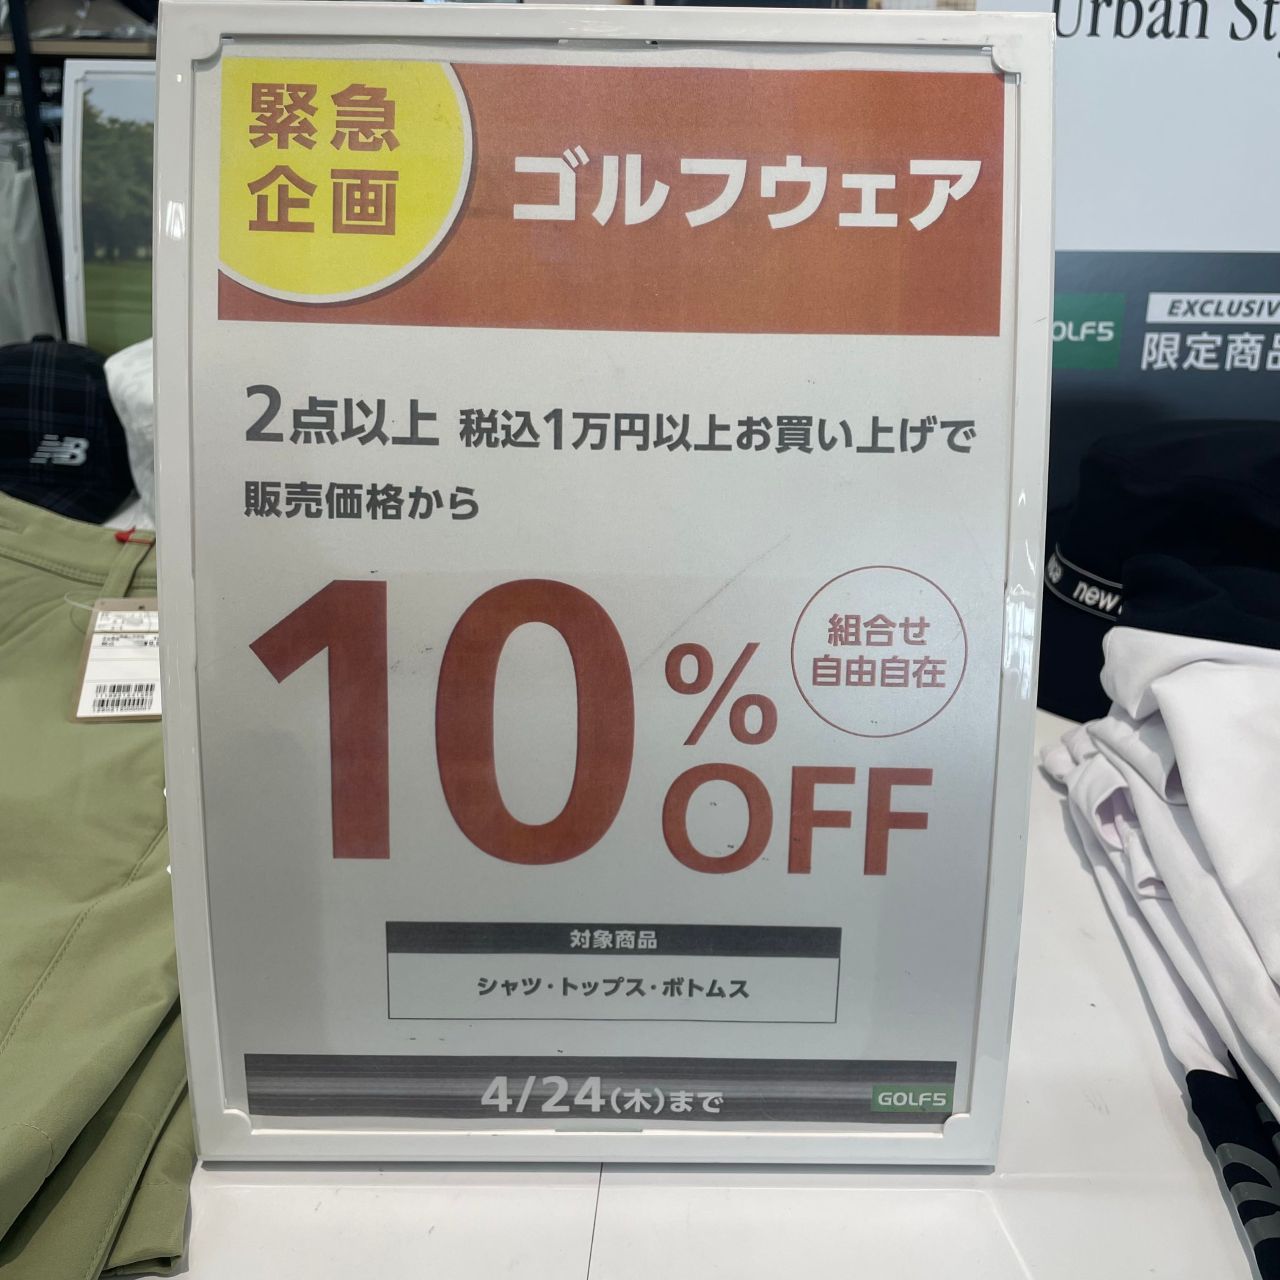 Urban
緊急
企画
ゴルフウェア
EXCLUSIV
GOLF5
限定商品
2点以上 税込1万円以上お買い上げで
販売価格から
10%OFF
組合せ
自由自在
NB
new
対象商品
シャツ・トップス・ボトムス
4/24(木)まで
GOLF5